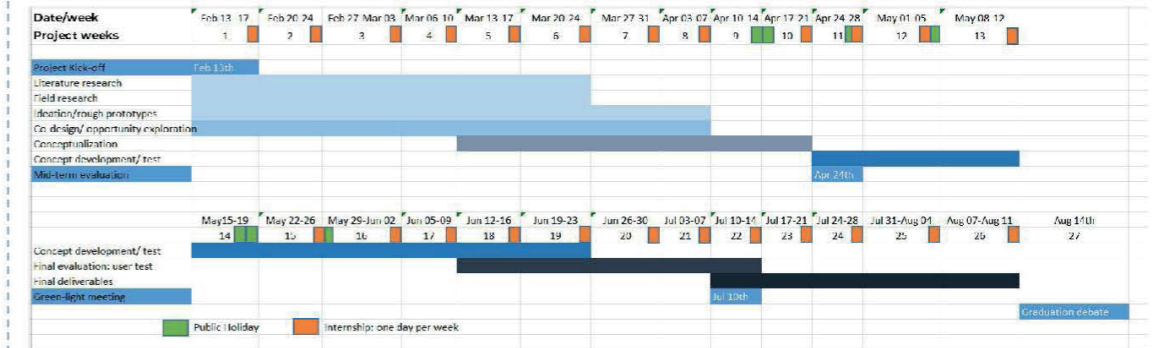 Date/week Feb 13-17 Feb 20-24 Feb 27-Mar 03 Mar 06-10 Mar 13-17 Mar 20-24 Mar 27-31 Apr 03-07 Apr 10-14 Apr 17-21 Apr 24-28 May 01-05 May 08-12
Project weeks 1 2 3 4 5 6 7 8 9 10 11 12 13
Project Kick-off Feb 13th
Literature research
Field research
Ideation/rough prototypes
Co-design/ opportunity exploration
Conceptualization
Concept development/ test
Mid-term evaluation Apr 24th
May15-19 May 22-26 May 29-Jun 02 Jun 05-09 Jun 12-16 Jun 19-23 Jun 26-30 Jul 03-07 Jul 10-14 Jul 17-21 Jul 24-28 Jul 31-Aug 04 Aug 07-Aug 11 Aug 14th
14 15 16 17 18 19 20 21 22 23 24 25 26 27
Concept development/ test
Final evaluation: user test
Final deliverables
Green-light meeting Jul 10th
Graduation debate
Public Holiday Internship: one day per week